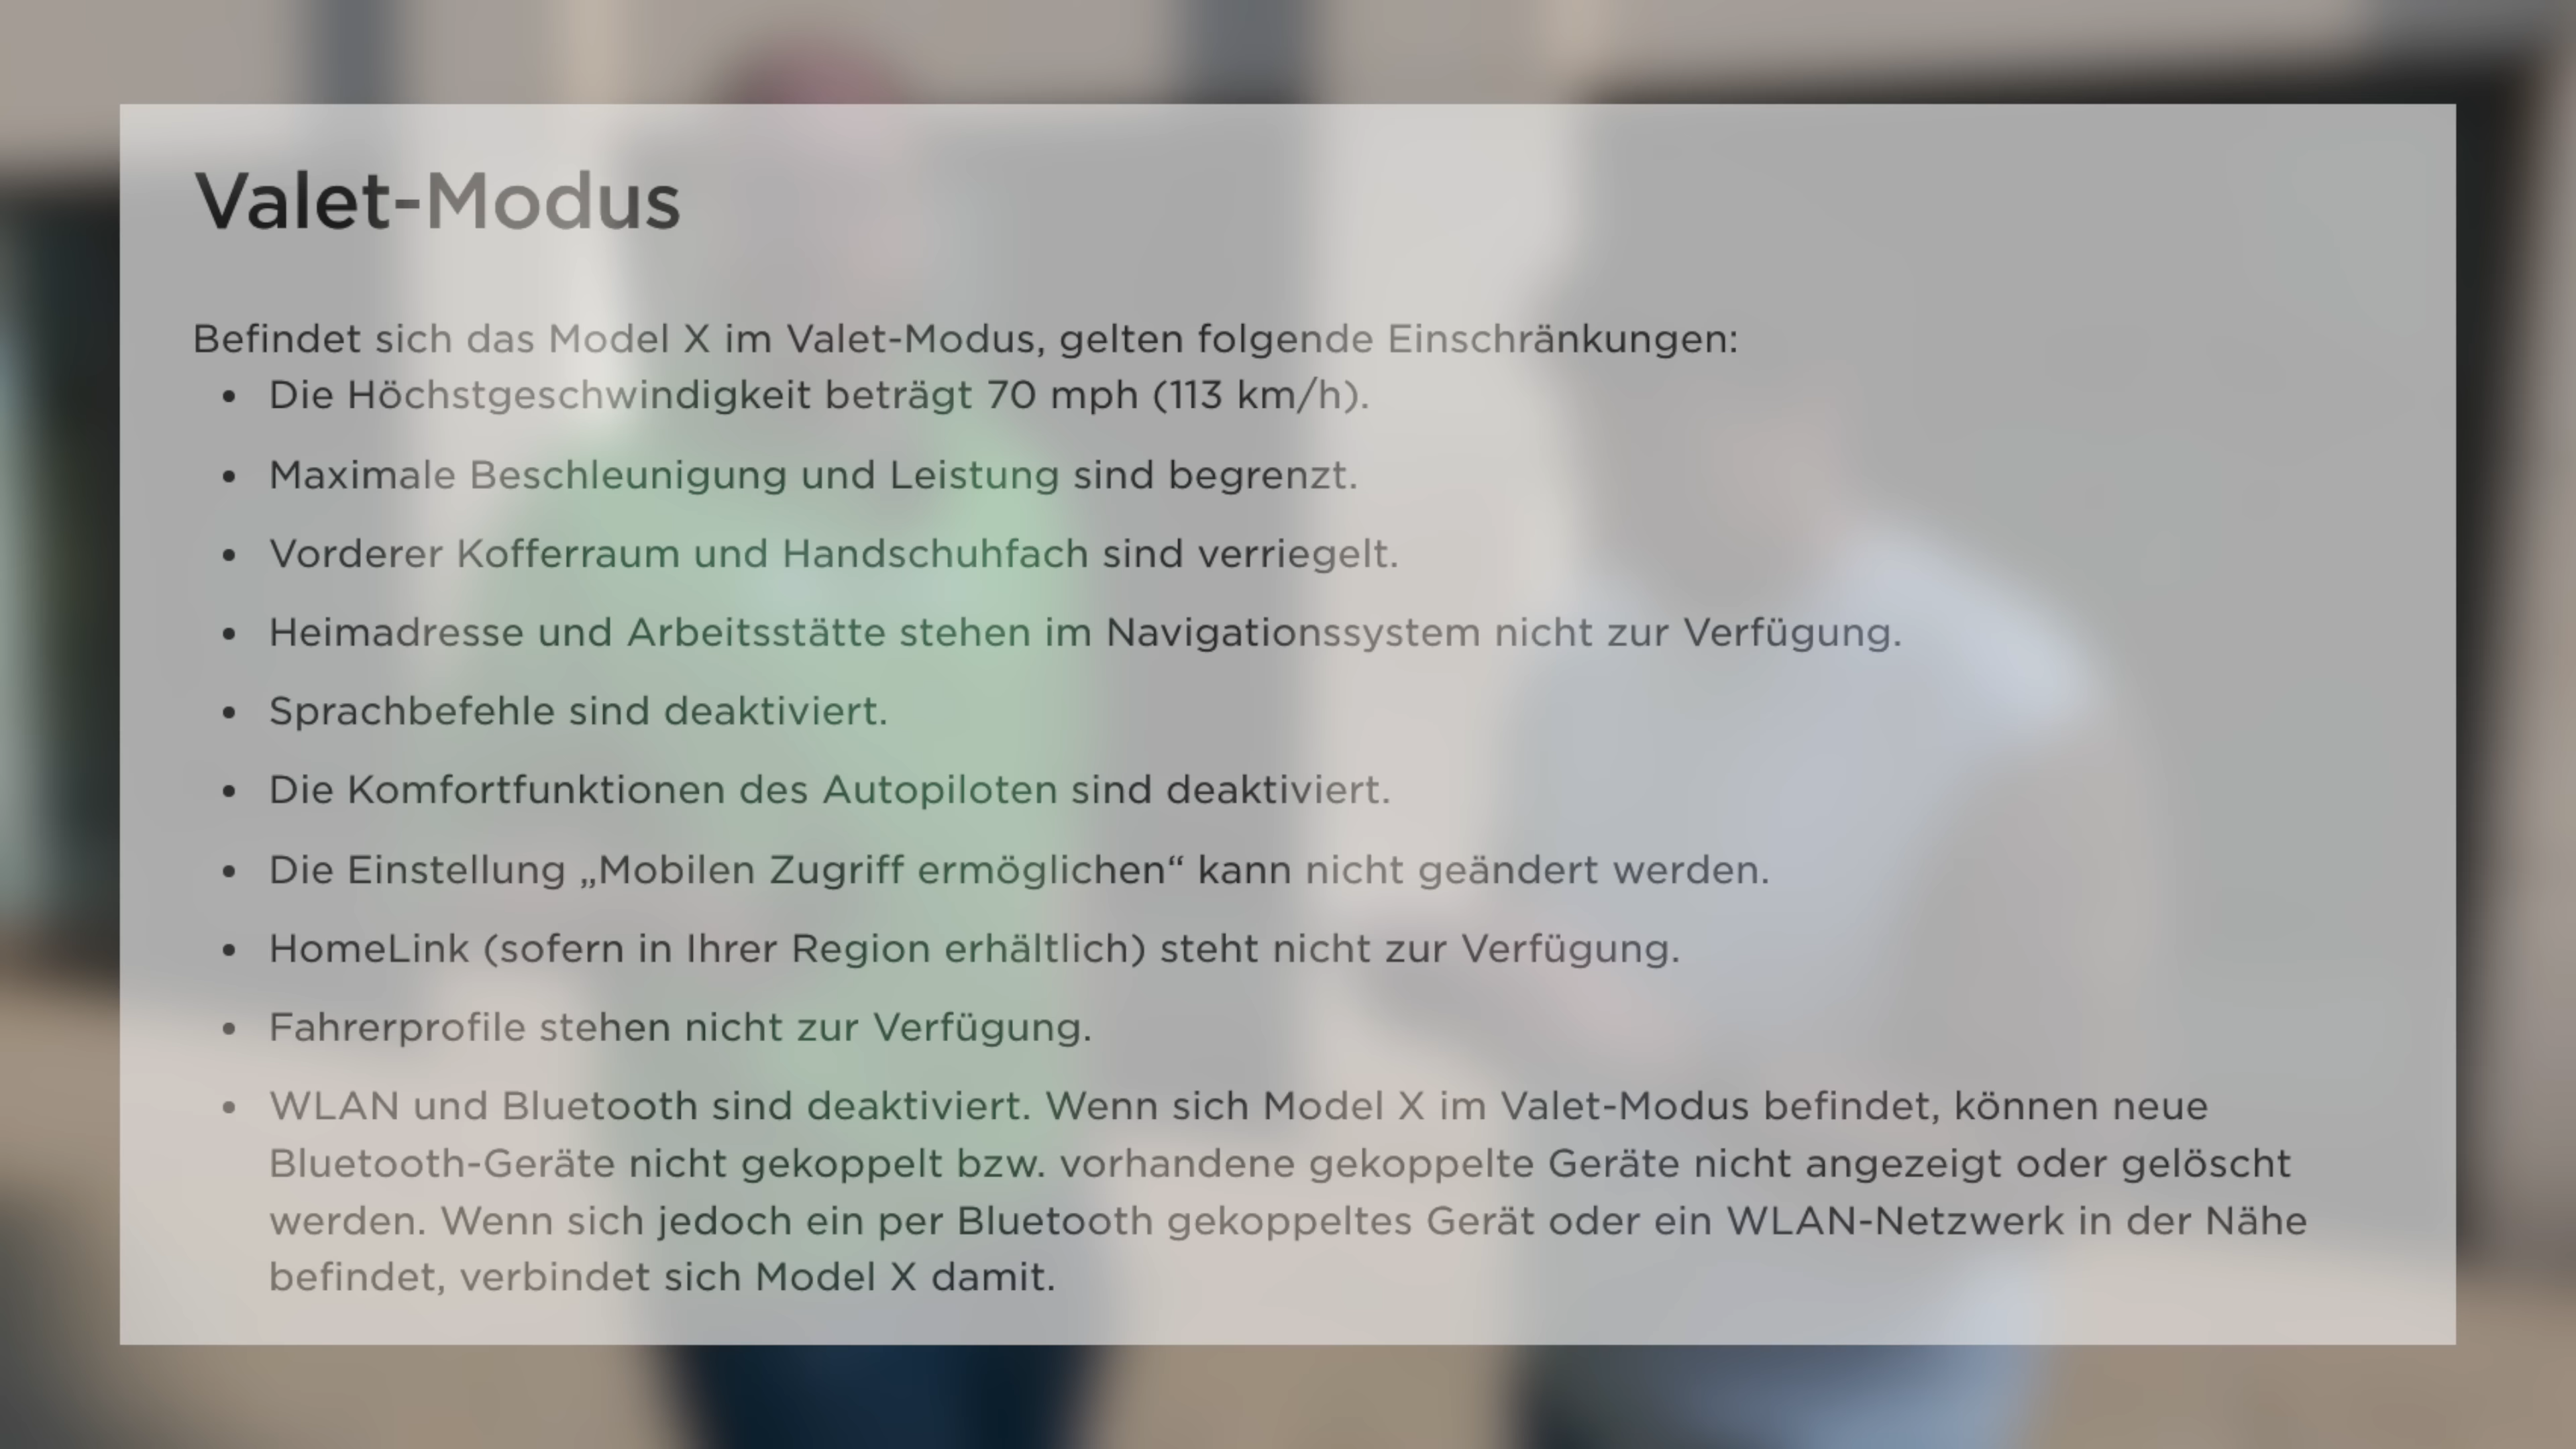 Valet-Modus
Befindet sich das Model X im Valet-Modus, gelten folgende Einschränkungen:
• Die Höchstgeschwindigkeit beträgt 70 mph (113 km/h).
• Maximale Beschleunigung und Leistung sind begrenzt.
• Vorderer Kofferraum und Handschuhfach sind verriegelt.
• Heimadresse und Arbeitsstätte stehen im Navigationssystem nicht zur Verfügung.
• Sprachbefehle sind deaktiviert.
• Die Komfortfunktionen des Autopiloten sind deaktiviert.
• Die Einstellung „Mobilen Zugriff ermöglichen“ kann nicht geändert werden.
• HomeLink (sofern in Ihrer Region erhältlich) steht nicht zur Verfügung.
• Fahrerprofile stehen nicht zur Verfügung.
• WLAN und Bluetooth sind deaktiviert. Wenn sich Model X im Valet-Modus befindet, können neue
Bluetooth-Geräte nicht gekoppelt bzw. vorhandene gekoppelte Geräte nicht angezeigt oder gelöscht
werden. Wenn sich jedoch ein per Bluetooth gekoppeltes Gerät oder ein WLAN-Netzwerk in der Nähe
befindet, verbindet sich Model X damit.